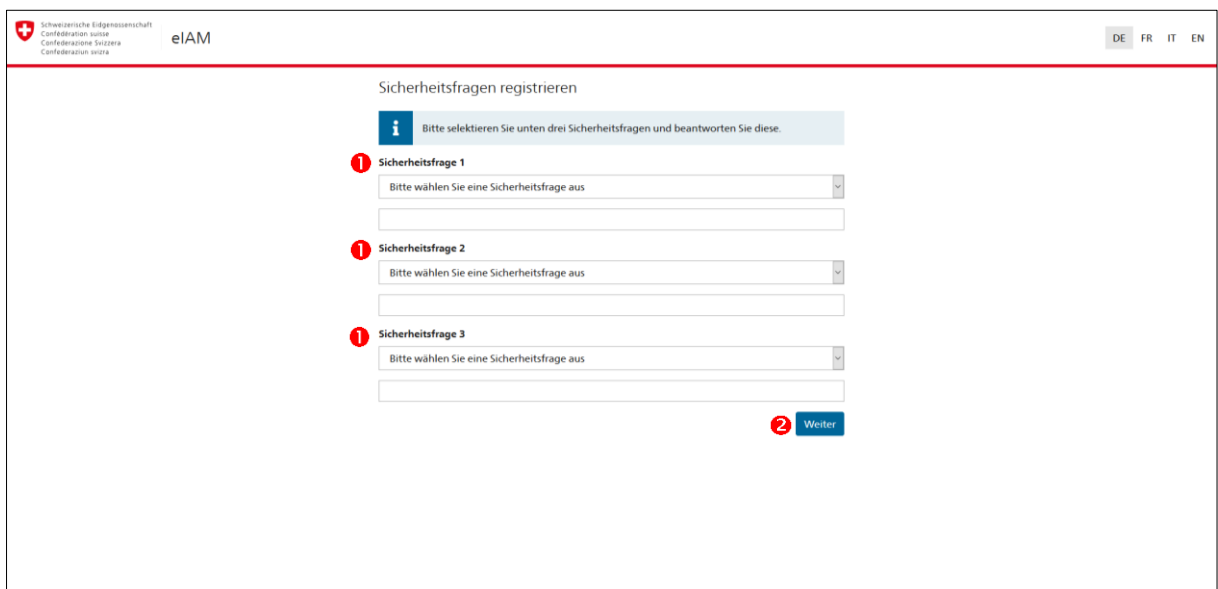 Schweizerische Eidgenossenschaft
Confédération suisse
Confederazione Svizzera
Confederaziun svizra
eIAM
DE FR IT EN
Sicherheitsfragen registrieren
i Bitte selektieren Sie unten drei Sicherheitsfragen und beantworten Sie diese.
1 Sicherheitsfrage 1
Bitte wählen Sie eine Sicherheitsfrage aus
1 Sicherheitsfrage 2
Bitte wählen Sie eine Sicherheitsfrage aus
1 Sicherheitsfrage 3
Bitte wählen Sie eine Sicherheitsfrage aus
2 Weiter